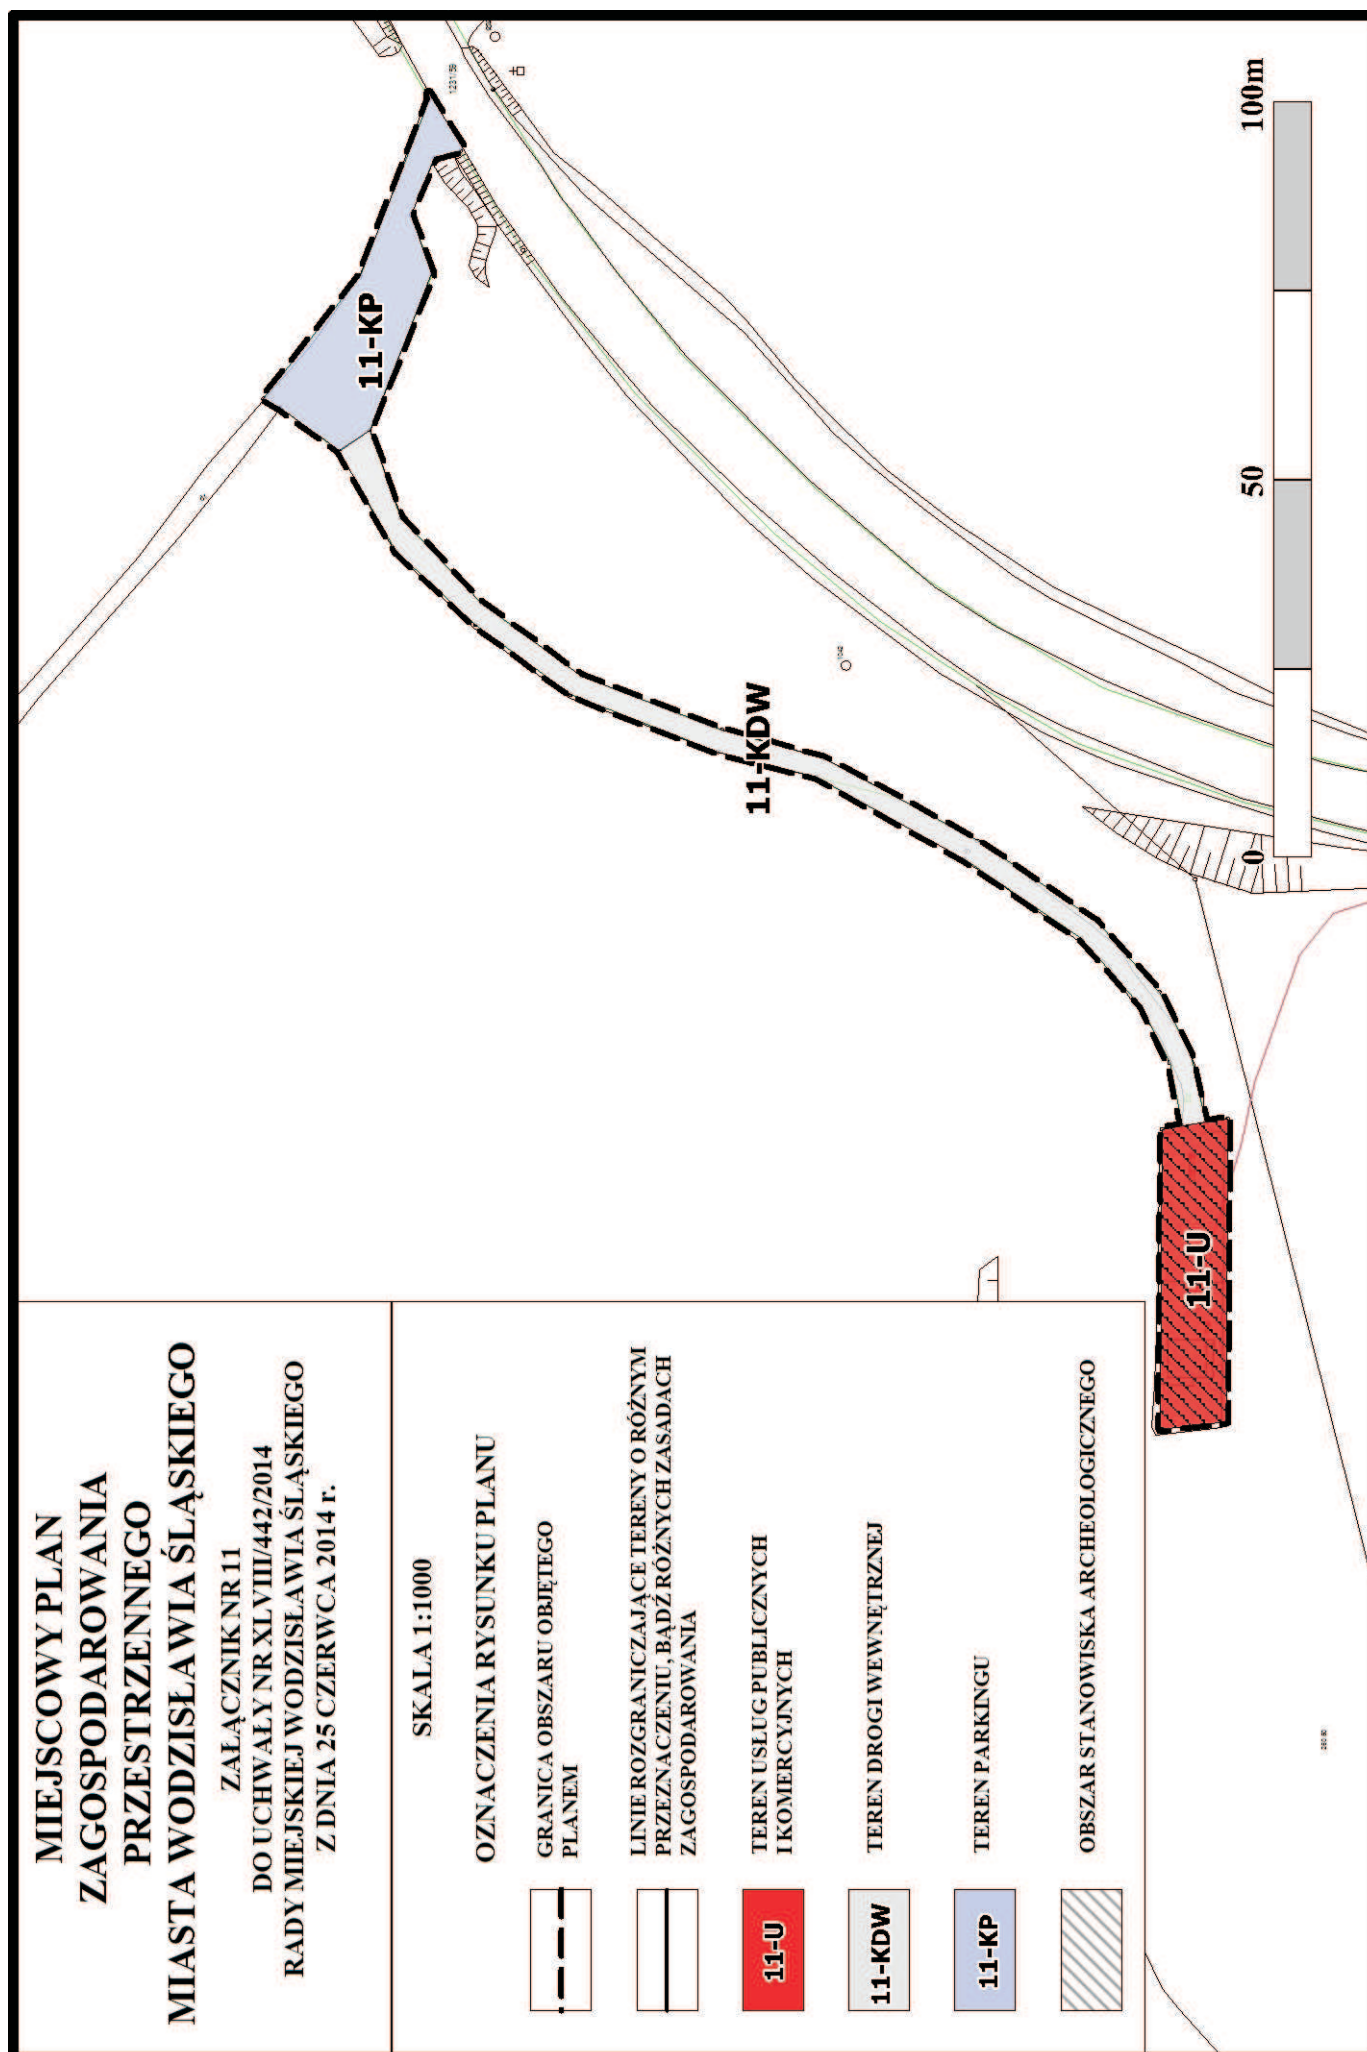 MIEJSCOWY PLAN
ZAGOSPODAROWANIA
PRZESTRZENNEGO
MIASTA WODZISŁAWIA ŚLĄSKIEGO
ZAŁĄCZNIK NR 11
DO UCHWAŁY NR XLVIII/442/2014
RADY MIEJSKIEJ WODZISŁAWIA ŚLĄSKIEGO
Z DNIA 25 CZERWCA 2014 r.
SKALA 1:1000
OZNACZENIA RYSUNKU PLANU
GRANICA OBSZARU OBJĘTEGO
PLANEM
LINIE ROZGRANICZAJĄCE TERENY O RÓŻNYM
PRZEZNACZENIU, BĄDŹ RÓŻNYCH ZASADACH
ZAGOSPODAROWANIA
11-U
TEREN USŁUG PUBLICZNYCH
I KOMERCYJNYCH
11-KDW
TEREN DROGI WEWNĘTRZNEJ
11-KP
TEREN PARKINGU
OBSZAR STANOWISKA ARCHEOLOGICZNEGO
11-U
11-KDW
11-KP
1231/59
1042
0
50
100m